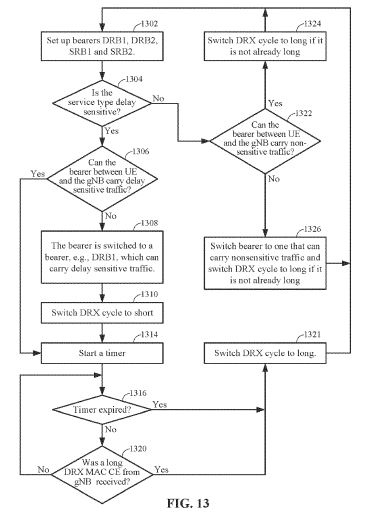 1302
Set up bearers DRB1, DRB2,
SRB1 and SRB2.
1304
Is the
service type delay
sensitive?
No
Yes
1306
Can the
bearer between UE
and the gNB carry delay
sensitive traffic?
Yes
No
1308
The bearer is switched to a
bearer, e.g., DRB1, which can
carry delay sensitive traffic.
1310
Switch DRX cycle to short
1314
Start a timer
1316
Timer expired?
Yes
No
1320
Was a long
DRX MAC CE from
gNB received?
No
Yes
1324
Switch DRX cycle to long if it
is not already long
Yes
1322
Can the
bearer between UE
and the gNB carry non-
sensitive traffic?
No
1326
Switch bearer to one that can
carry nonsensitive traffic and
switch DRX cycle to long if it
is not already long
1321
Switch DRX cycle to long.
FIG. 13